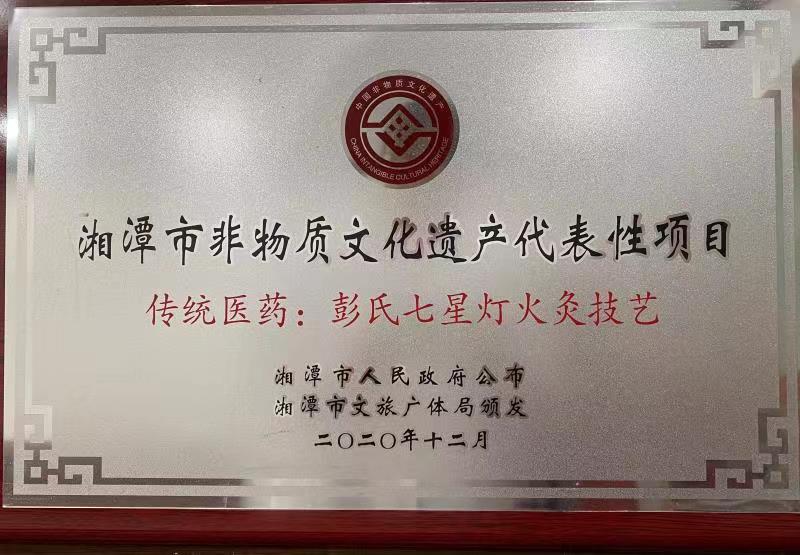 中国非物质文化遗产
CHINA INTANGIBLE CULTURAL HERITAGE
湘潭市非物质文化遗产代表性项目
传统医药：彭氏七星灯火灸技艺
湘潭市人民政府公布
湘潭市文旅广体局颁发
二〇二〇年十二月